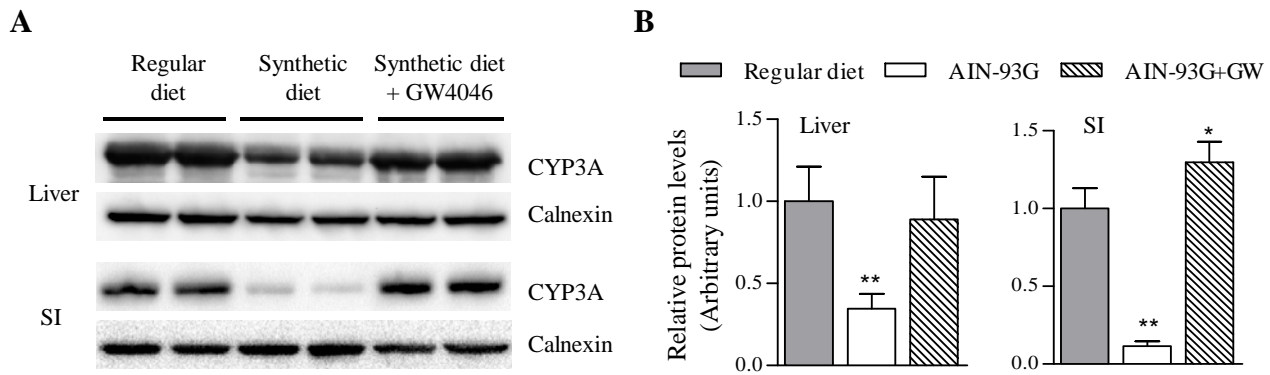 A
Regular diet
Synthetic diet
Synthetic diet + GW4046
Liver
CYP3A
Calnexin
SI
CYP3A
Calnexin
B
Regular diet
AIN-93G
AIN-93G+GW
Relative protein levels
(Arbitrary units)
Liver
1.5
1.0
0.5
0.0
**
SI
1.5
1.0
0.5
0.0
**
*